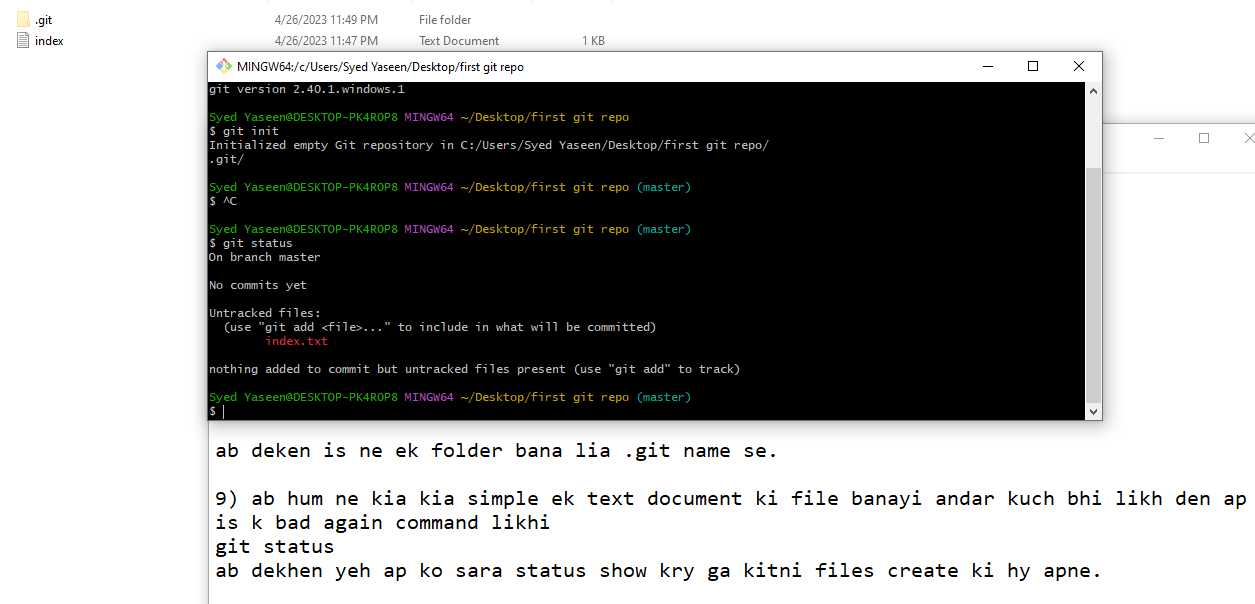 .git 4/26/2023 11:49 PM File folder
index 4/26/2023 11:47 PM Text Document 1 KB
MINGW64:/c/Users/Syed Yaseen/Desktop/first git repo
git version 2.40.1.windows.1
Syed Yaseen@DESKTOP-PK4ROP8 MINGW64 ~/Desktop/first git repo
$ git init
Initialized empty Git repository in C:/Users/Syed Yaseen/Desktop/first git repo/
.git/
Syed Yaseen@DESKTOP-PK4ROP8 MINGW64 ~/Desktop/first git repo (master)
$ ^C
Syed Yaseen@DESKTOP-PK4ROP8 MINGW64 ~/Desktop/first git repo (master)
$ git status
On branch master
No commits yet
Untracked files:
(use "git add <file>..." to include in what will be committed)
index.txt
nothing added to commit but untracked files present (use "git add" to track)
Syed Yaseen@DESKTOP-PK4ROP8 MINGW64 ~/Desktop/first git repo (master)
$
ab deken is ne ek folder bana lia .git name se.
9) ab hum ne kia kia simple ek text document ki file banayi andar kuch bhi likh den ap
is k bad again command likhi
git status
ab dekhen yeh ap ko sara status show kry ga kitni files create ki hy apne.